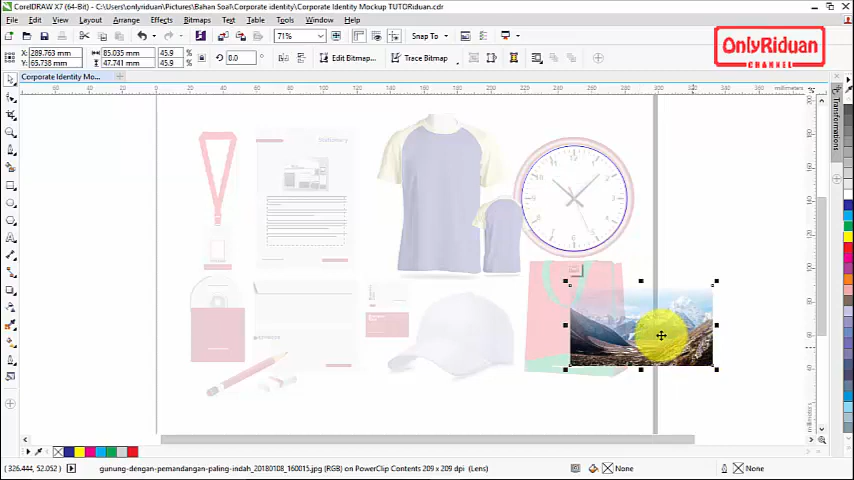 CorelDRAW X7 (64-Bit) - C:\Users\onlyriduan\Pictures\Bahan Soal\Corporate identity\Corporate Identity Mockup TUTORiduan.cdr
File Edit View Layout Arrange Effects Bitmaps Text Table Tools Window Help
71% Snap To
X: 289.763 mm 85.035 mm 45.9 % 0.0 Edit Bitmap... Trace Bitmap
Y: 65.738 mm 47.741 mm 45.9 %
OnlyRiduan
CHANNEL
Corporate Identity Mo...
millimeters
Transformations
Stationary
(326.444, 52.052) gunung-dengan-pemandangan-paling-indah_20180108_160015.jpg (RGB) on PowerClip Contents 209 x 209 dpi (Lens) None None